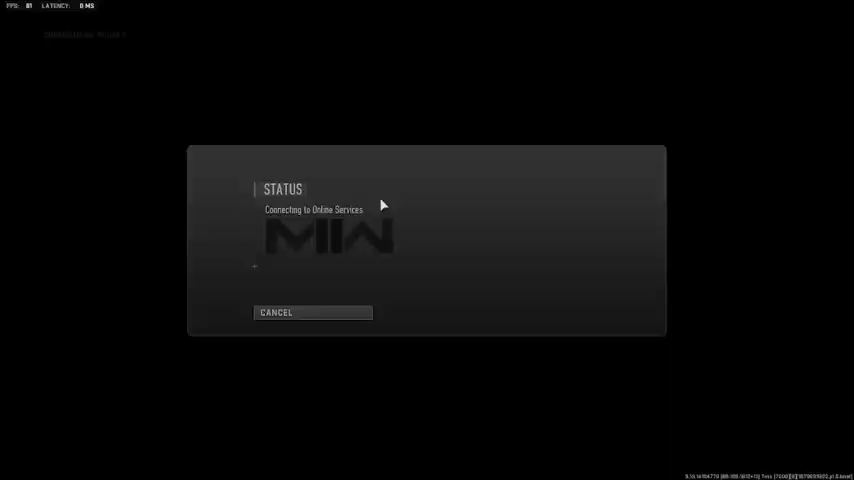 FPS: 81 LATENCY: 0 MS
STATUS
Connecting to Online Services
MW
CANCEL